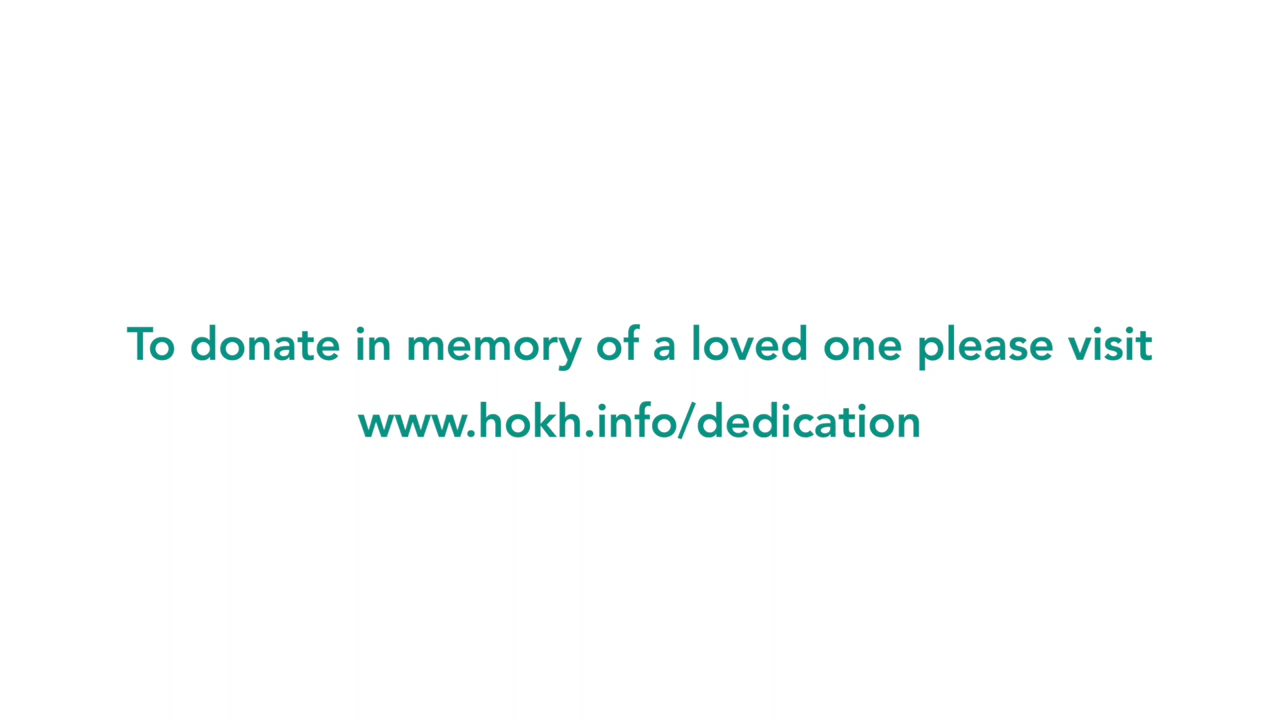 To donate in memory of a loved one please visit
www.hokh.info/dedication